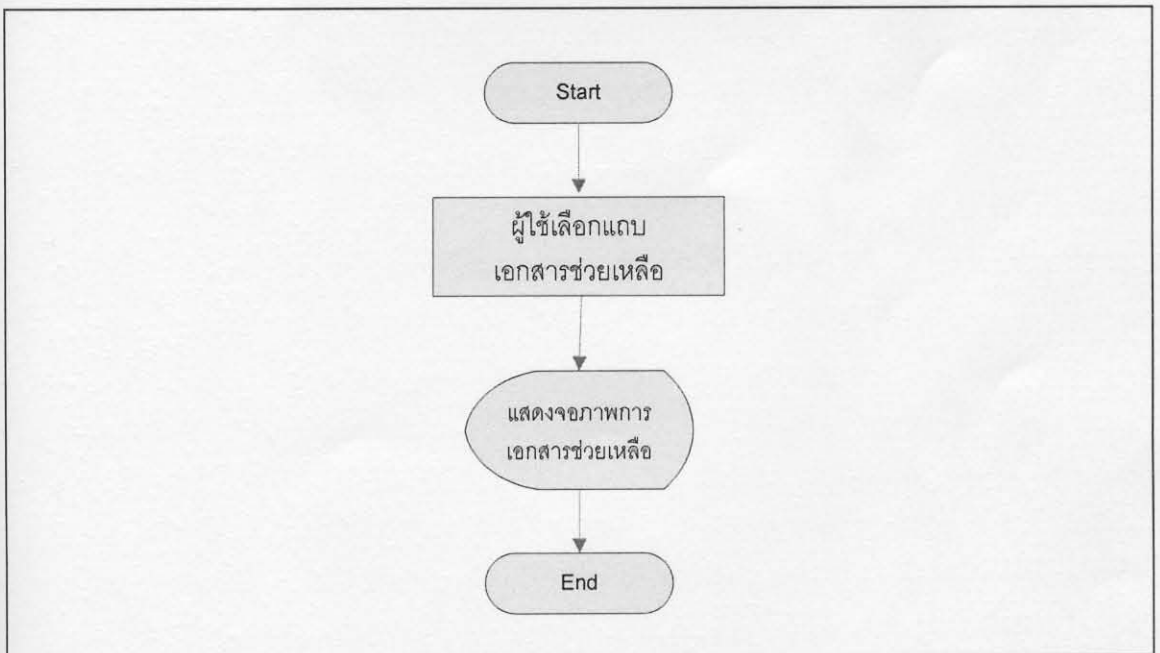 Start
ผู้ใช้เลือกแถบ
เอกสารช่วยเหลือ
แสดงจอภาพการ
เอกสารช่วยเหลือ
End